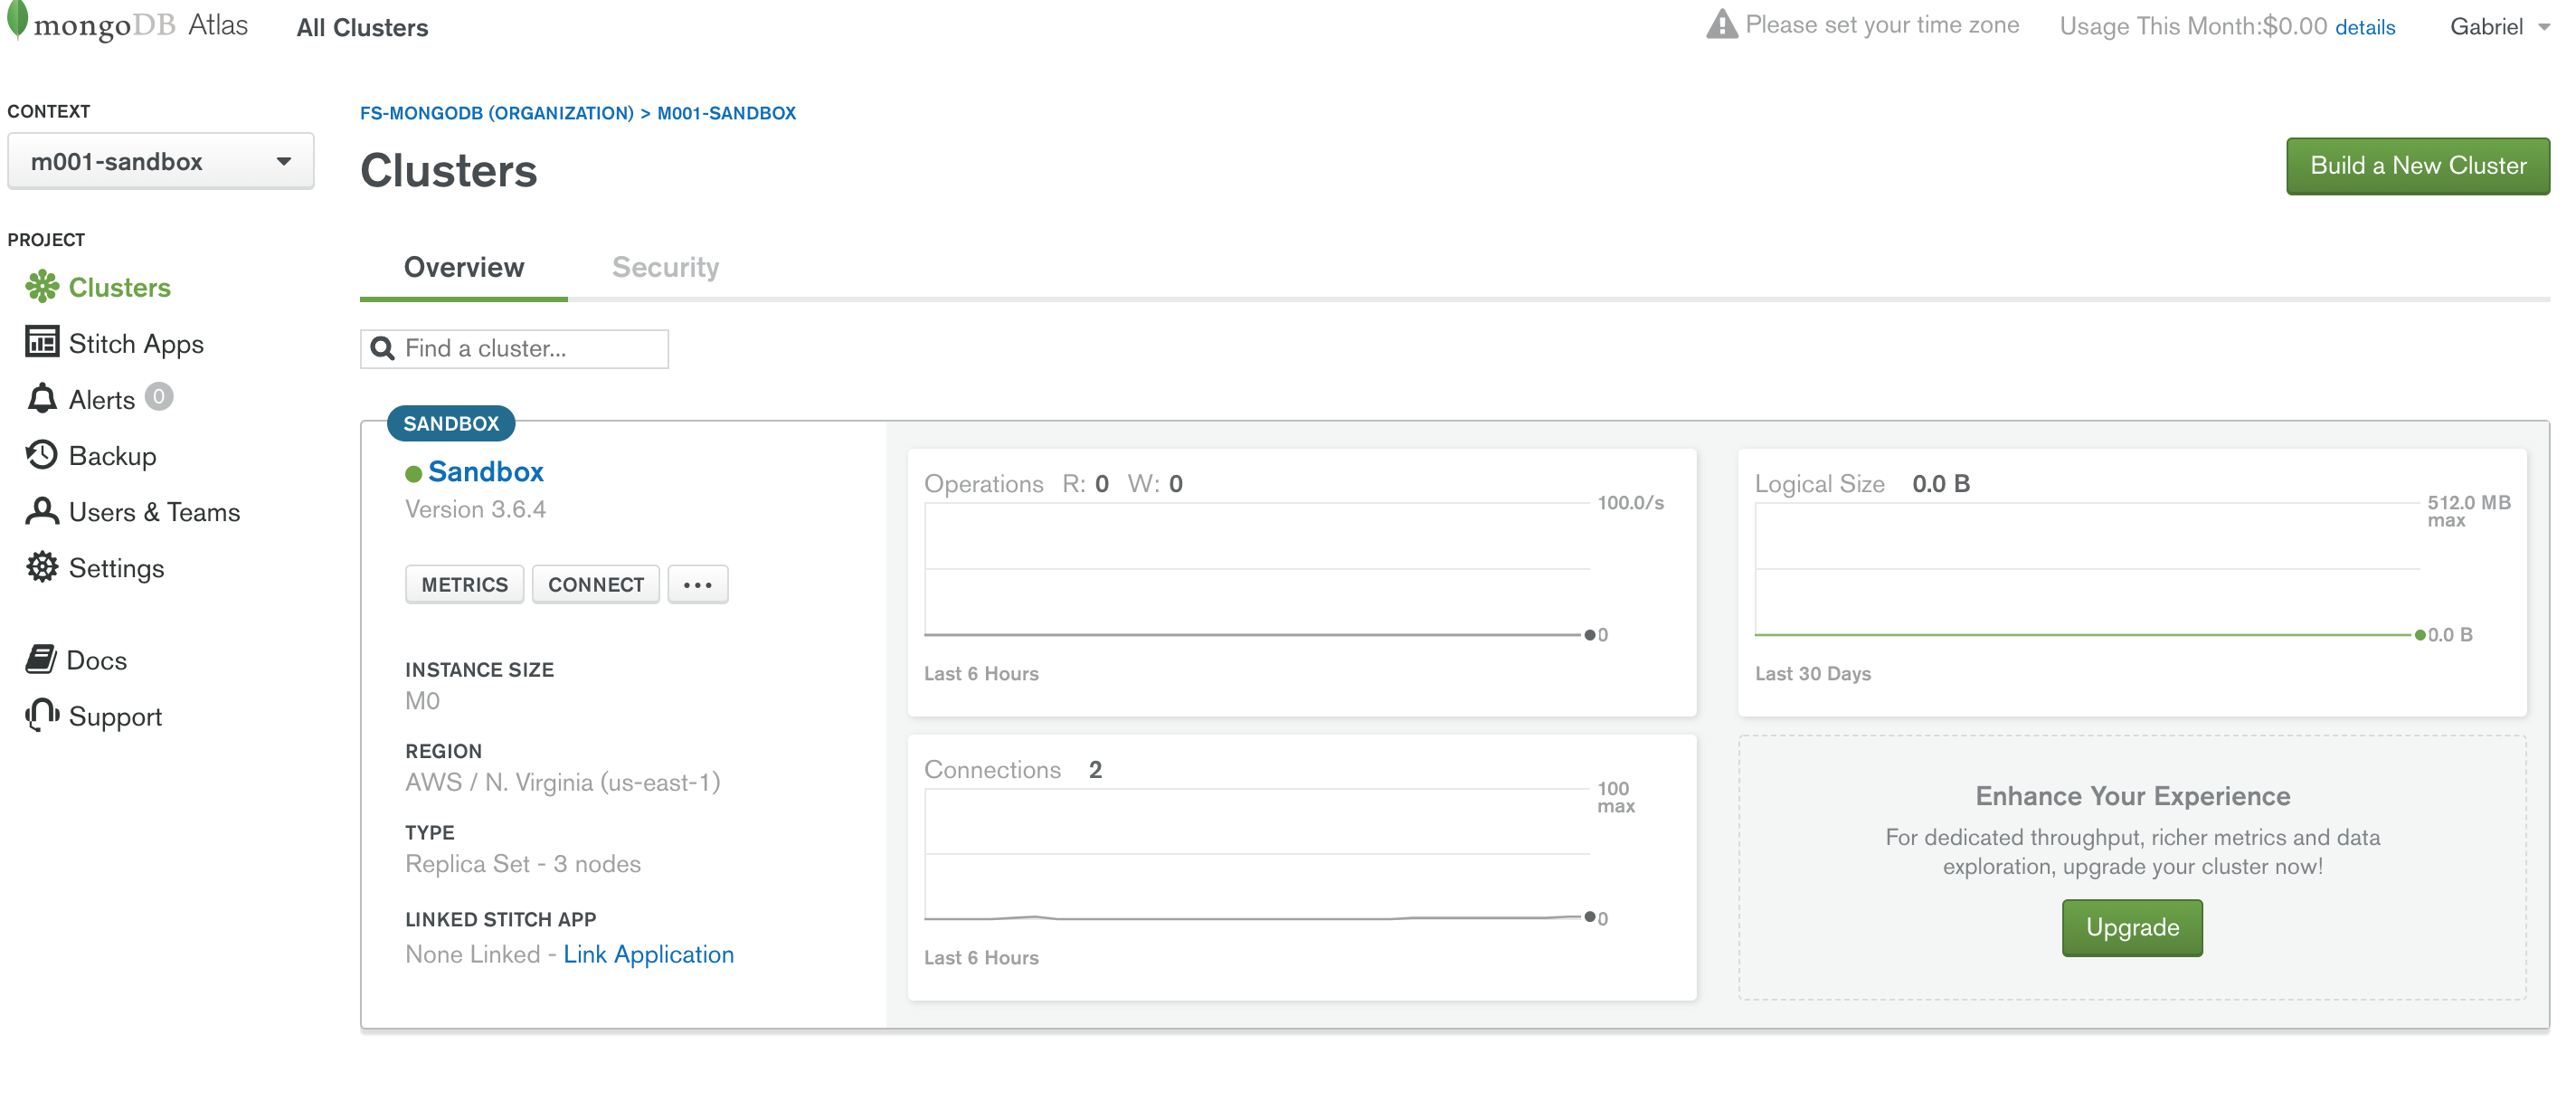 mongoDB Atlas All Clusters Please set your time zone Usage This Month:$0.00 details Gabriel
CONTEXT
m001-sandbox
PROJECT
Clusters
Stitch Apps
Alerts 0
Backup
Users & Teams
Settings
Docs
Support
FS-MONGODB (ORGANIZATION) > M001-SANDBOX
Clusters
Build a New Cluster
Overview Security
Find a cluster...
SANDBOX
Sandbox
Version 3.6.4
METRICS CONNECT ...
INSTANCE SIZE
M0
REGION
AWS / N. Virginia (us-east-1)
TYPE
Replica Set - 3 nodes
LINKED STITCH APP
None Linked - Link Application
Operations R: 0 W: 0
100.0/s
0
Last 6 Hours
Logical Size 0.0 B
512.0 MB
max
0.0 B
Last 30 Days
Connections 2
100
max
0
Last 6 Hours
Enhance Your Experience
For dedicated throughput, richer metrics and data
exploration, upgrade your cluster now!
Upgrade